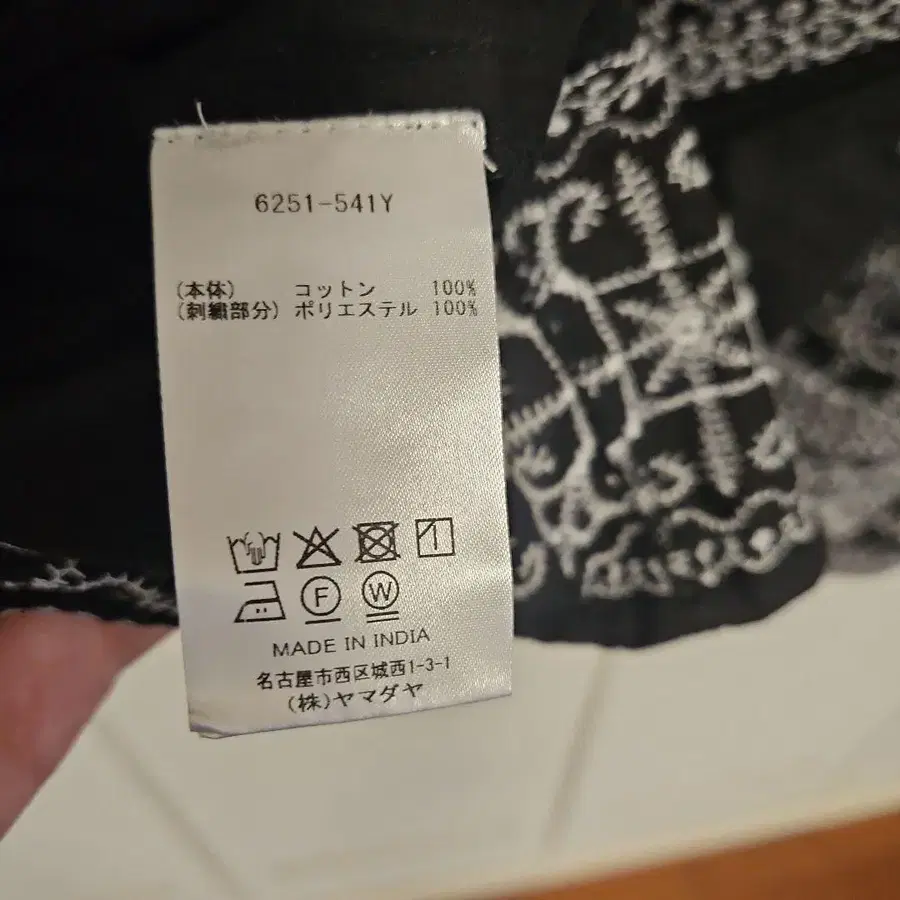 6251-541Y
(本体) コットン 100%
(刺繍部分) ポリエステル 100%
F W
MADE IN INDIA
名古屋市西区城西1-3-1
(株)ヤマダヤ